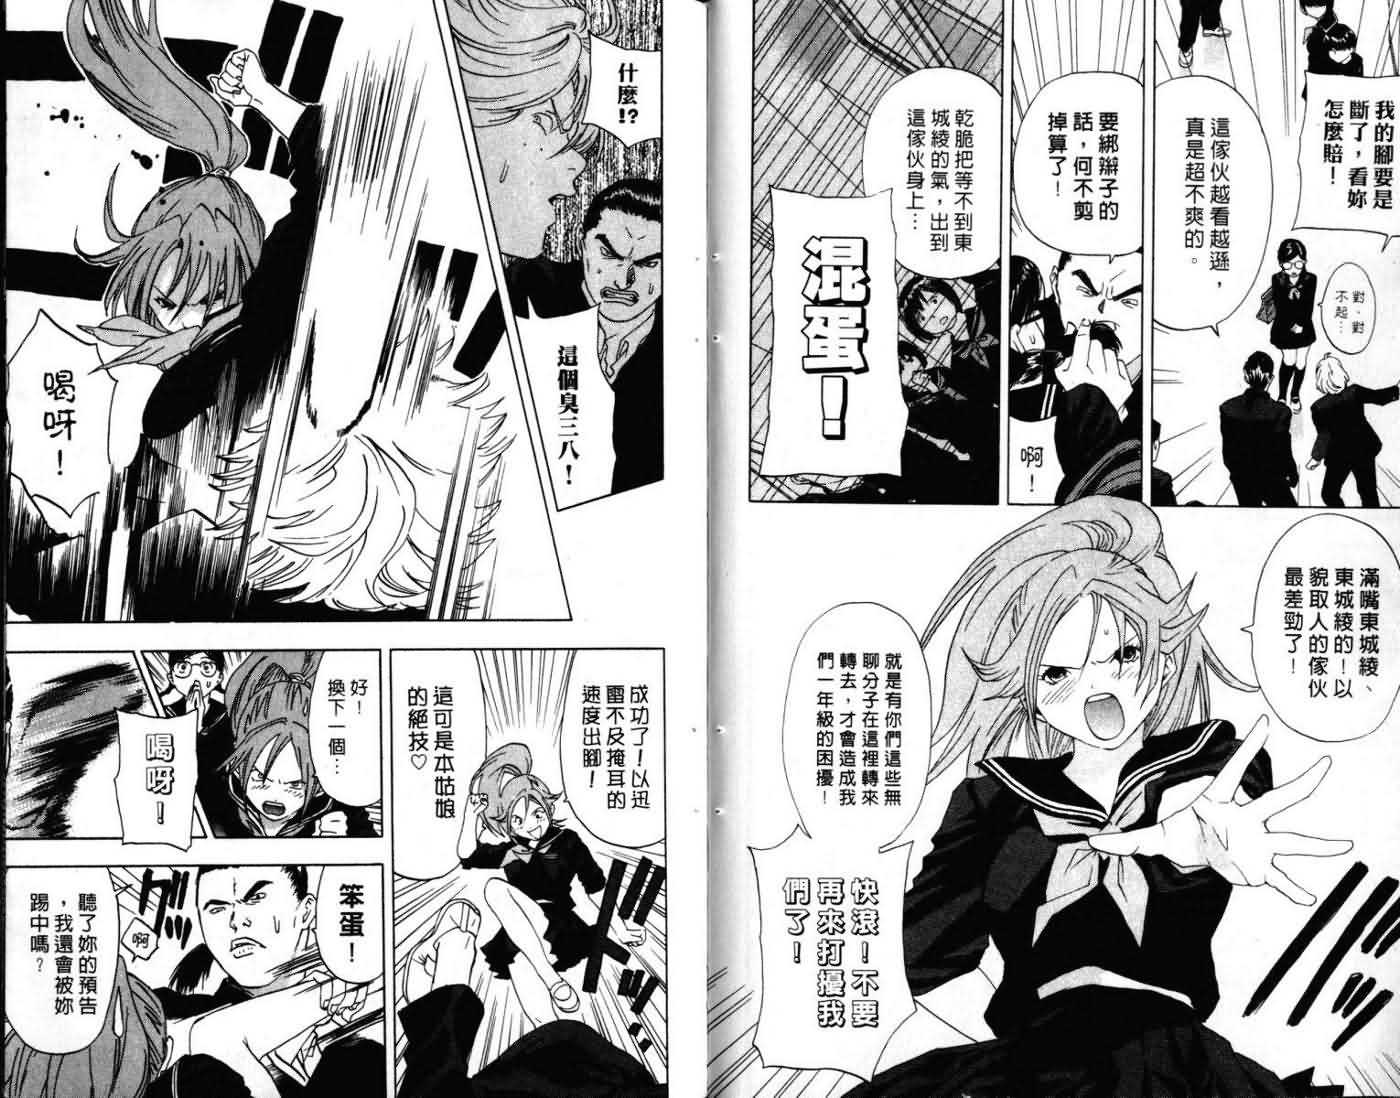 我的腳要是
斷了，看妳
怎麼賠！
對、對
不起…
這傢伙越看越遜，
真是超不爽的。
要綁辮子的
話，何不剪
掉算了！
啊！
乾脆把等不到東
城綾的氣，出到
這傢伙身上…
混蛋！
滿嘴東城綾、
東城綾的！以
貌取人的傢伙
最差勁了！
就是有你們這些無
聊分子在這裡轉來
轉去，才會造成我
們一年級的困擾！
快滾！不要
再來打擾我
們了！
什麼!?
這個臭三八！
喝呀！
成功了！以迅
雷不及掩耳的
速度出腳！
這可是本姑娘
的絕技♡
好！
換下一個…
喝呀！
笨蛋！
啊
聽了妳的預告
，我還會被妳
踢中嗎？